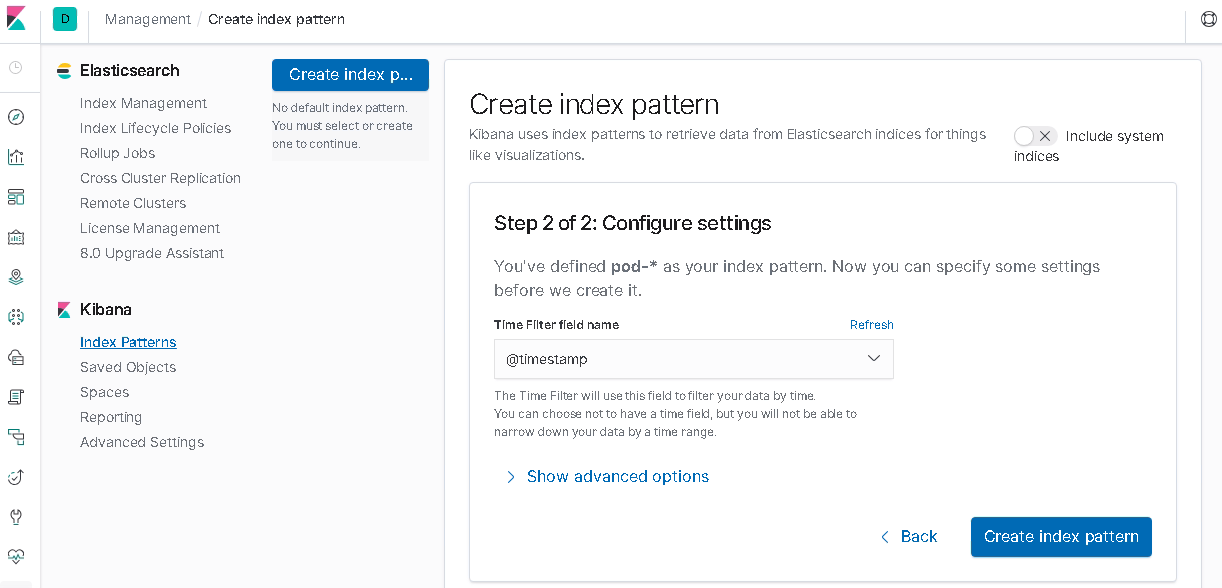 D
Management / Create index pattern
Elasticsearch
Index Management
Index Lifecycle Policies
Rollup Jobs
Cross Cluster Replication
Remote Clusters
License Management
8.0 Upgrade Assistant
Kibana
Index Patterns
Saved Objects
Spaces
Reporting
Advanced Settings
Create index p...
No default index pattern.
You must select or create
one to continue.
Create index pattern
Kibana uses index patterns to retrieve data from Elasticsearch indices for things
like visualizations.
Include system
indices
Step 2 of 2: Configure settings
You've defined pod-* as your index pattern. Now you can specify some settings
before we create it.
Time Filter field name
Refresh
@timestamp
The Time Filter will use this field to filter your data by time.
You can choose not to have a time field, but you will not be able to
narrow down your data by a time range.
Show advanced options
Back
Create index pattern